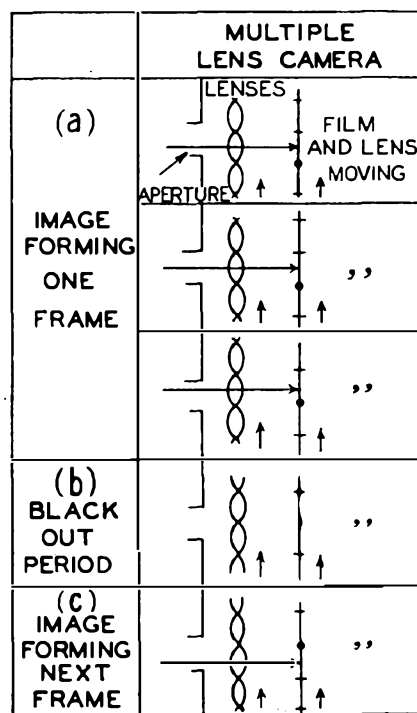 MULTIPLE
LENS CAMERA
(a)
LENSES
APERTURE
FILM
AND LENS
MOVING
IMAGE
FORMING
ONE
FRAME
,,
,,
(b)
BLACK
OUT
PERIOD
,,
(c)
IMAGE
FORMING
NEXT
FRAME
,,